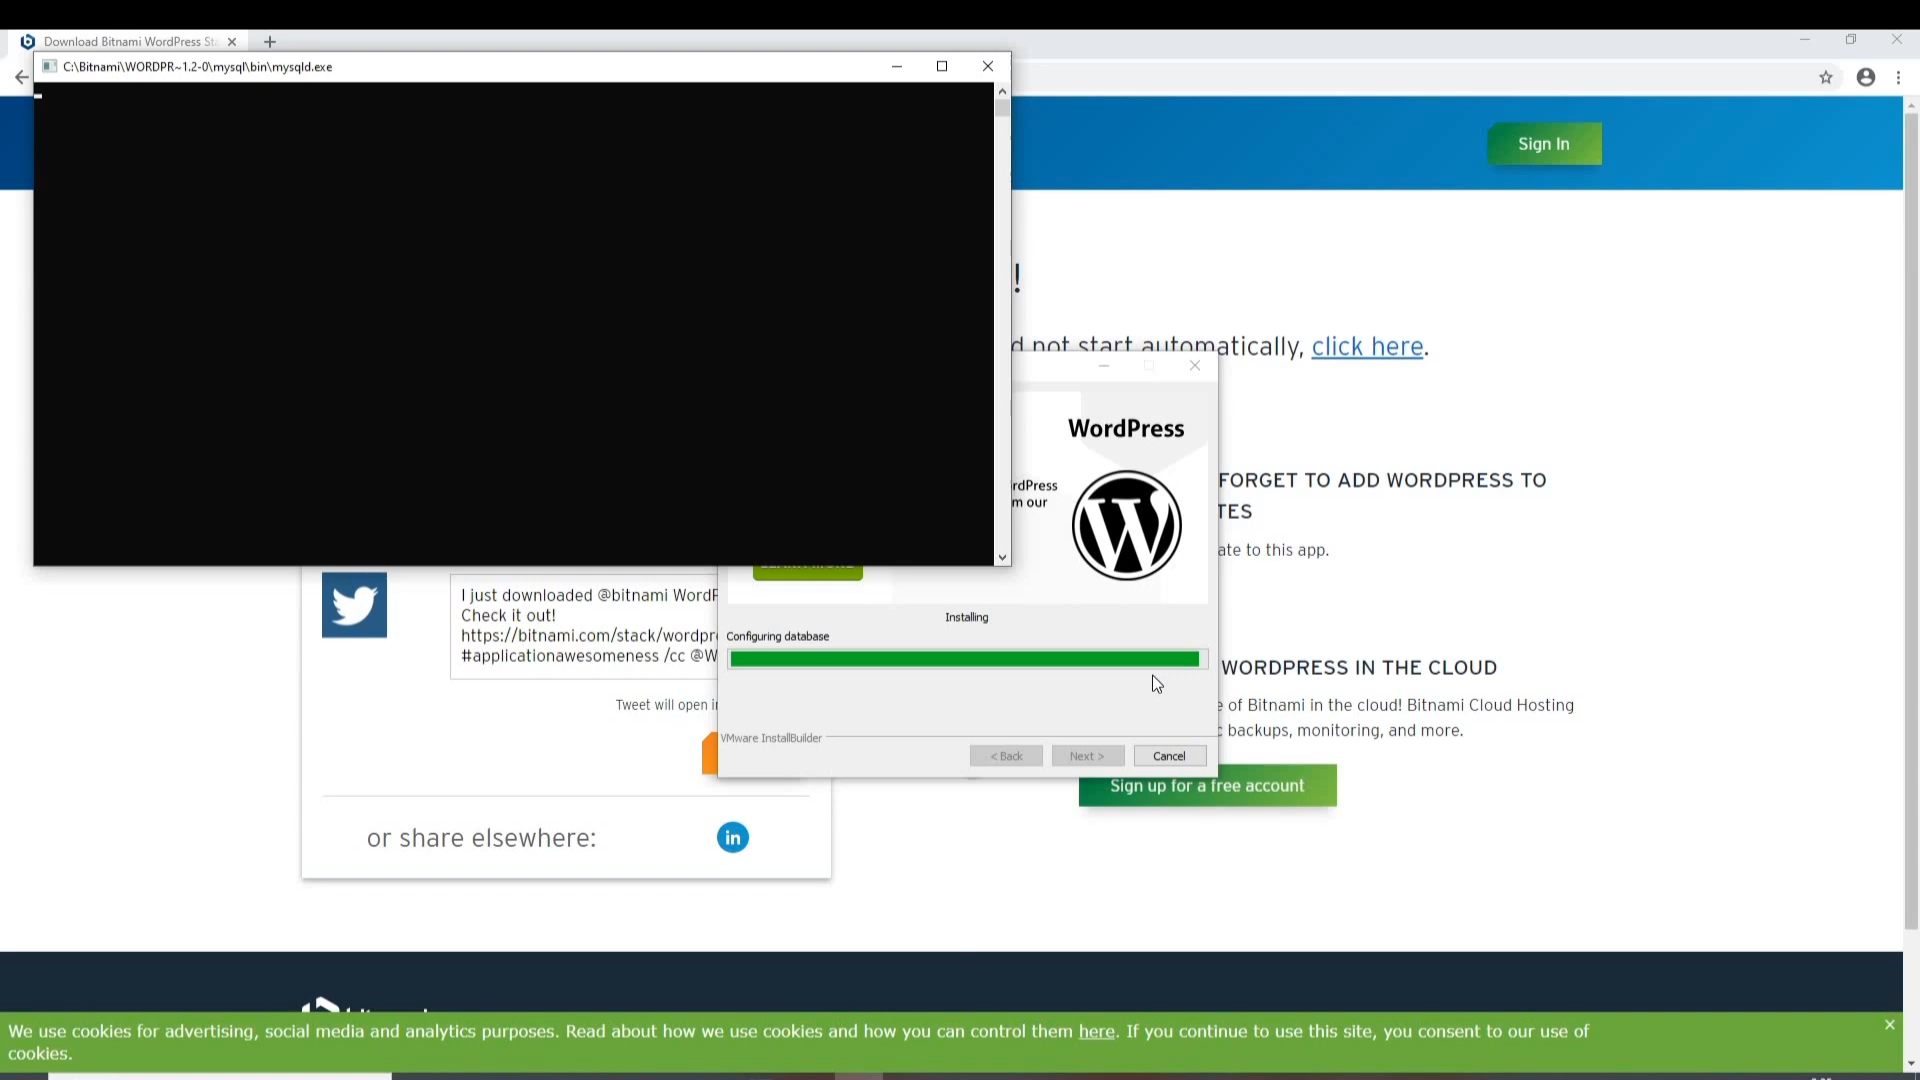 Download Bitnami WordPress St
C:\Bitnami\WORDPR~1.2-0\mysql\bin\mysqld.exe
Sign In
!
d not start automatically, click here.
WordPress
rdPress
m our
FORGET TO ADD WORDPRESS TO
TES
ate to this app.
I just downloaded @bitnami WordP
Check it out!
https://bitnami.com/stack/wordpre
#applicationawesomeness /cc @W
Tweet will open i
Installing
Configuring database
VMware InstallBuilder
< Back
Next >
Cancel
WORDPRESS IN THE CLOUD
e of Bitnami in the cloud! Bitnami Cloud Hosting
c backups, monitoring, and more.
Sign up for a free account
or share elsewhere:
in
We use cookies for advertising, social media and analytics purposes. Read about how we use cookies and how you can control them here. If you continue to use this site, you consent to our use of
cookies.